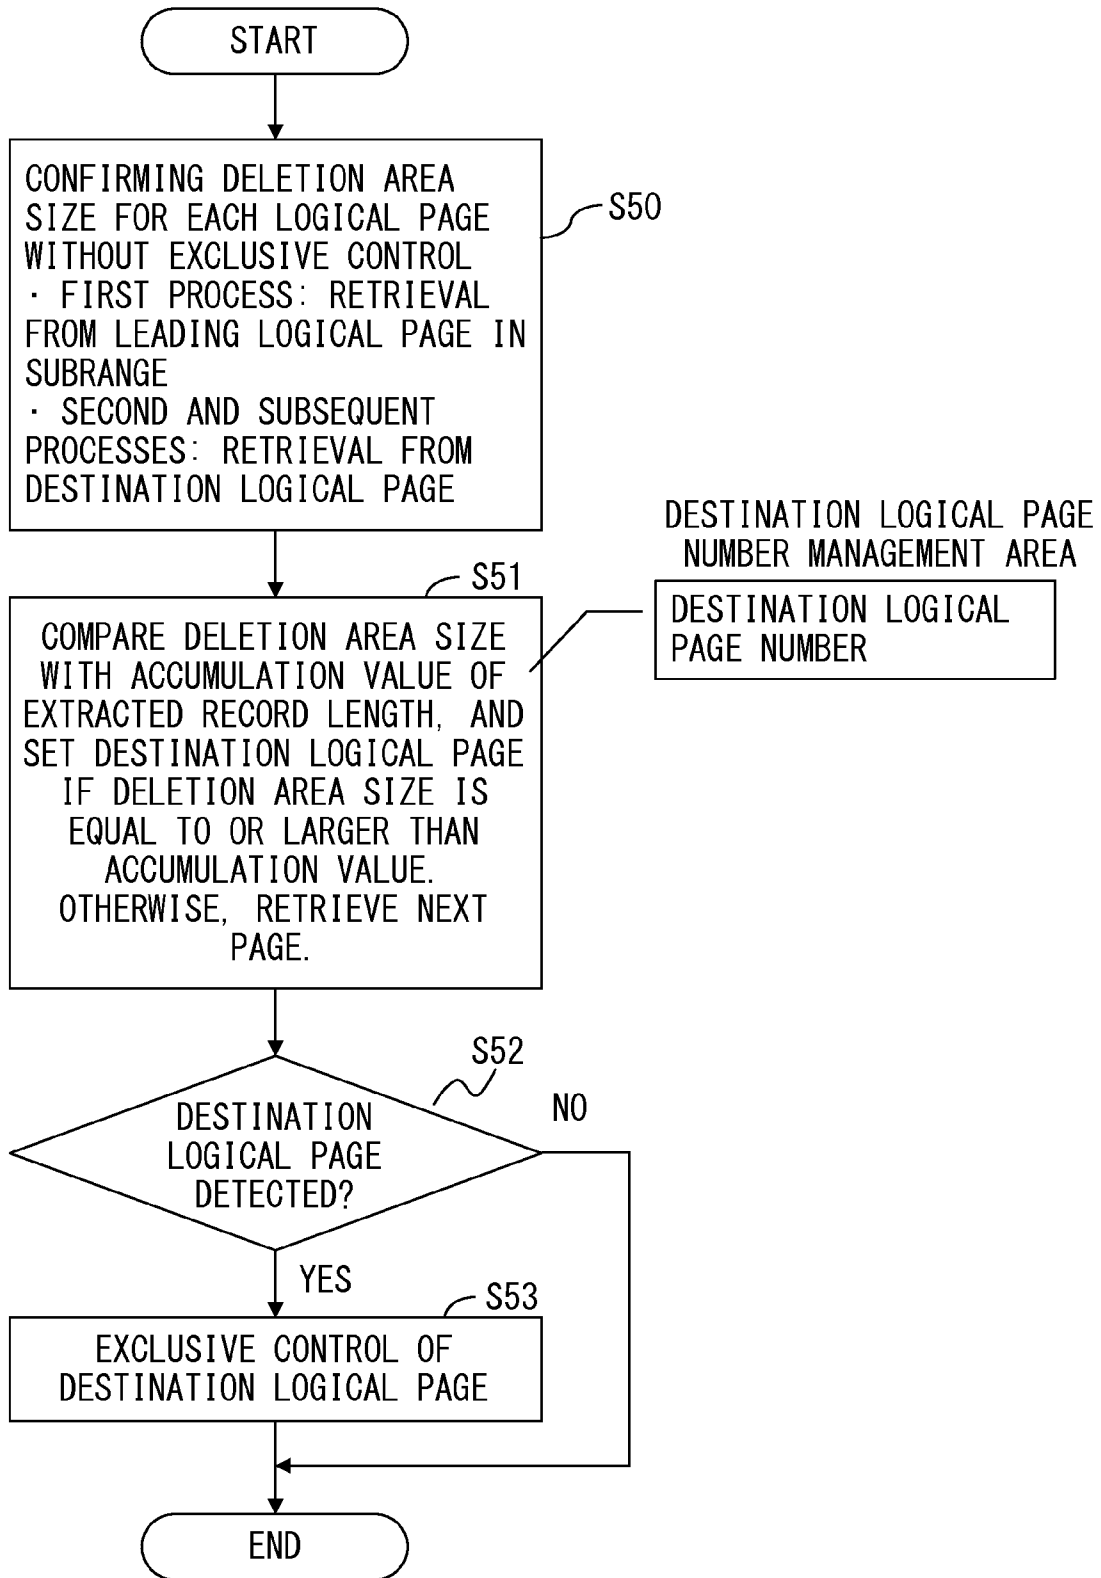 START
CONFIRMING DELETION AREA
SIZE FOR EACH LOGICAL PAGE
WITHOUT EXCLUSIVE CONTROL
· FIRST PROCESS: RETRIEVAL
FROM LEADING LOGICAL PAGE IN
SUBRANGE
· SECOND AND SUBSEQUENT
PROCESSES: RETRIEVAL FROM
DESTINATION LOGICAL PAGE
S50
DESTINATION LOGICAL PAGE
NUMBER MANAGEMENT AREA
DESTINATION LOGICAL
PAGE NUMBER
S51
COMPARE DELETION AREA SIZE
WITH ACCUMULATION VALUE OF
EXTRACTED RECORD LENGTH, AND
SET DESTINATION LOGICAL PAGE
IF DELETION AREA SIZE IS
EQUAL TO OR LARGER THAN
ACCUMULATION VALUE.
OTHERWISE, RETRIEVE NEXT
PAGE.
S52
DESTINATION
LOGICAL PAGE
DETECTED?
NO
YES
S53
EXCLUSIVE CONTROL OF
DESTINATION LOGICAL PAGE
END